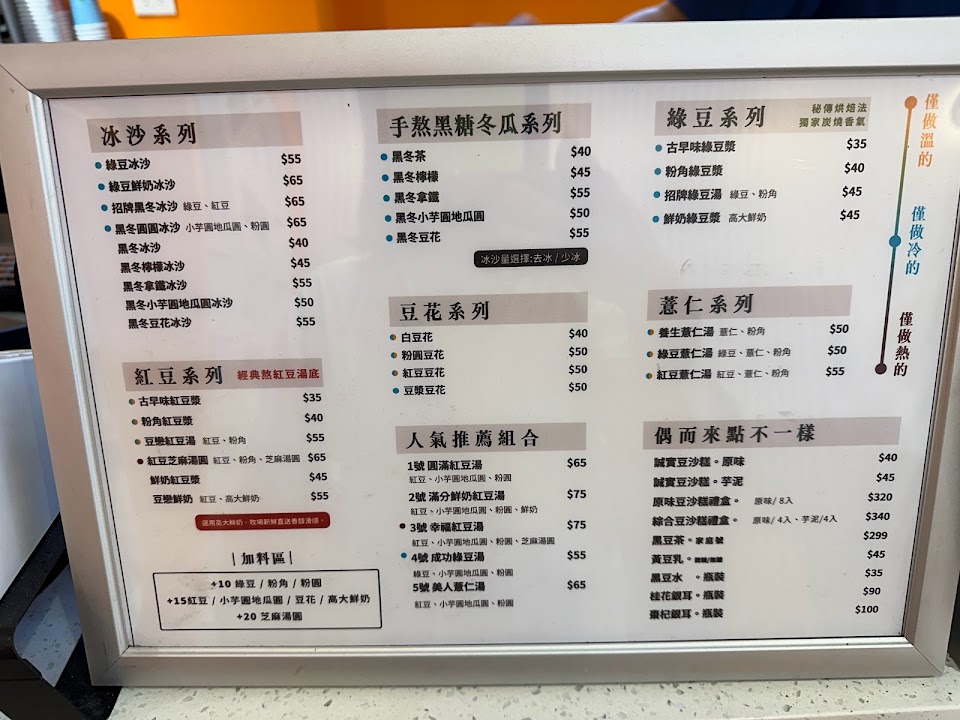 冰沙系列
綠豆冰沙 $55
綠豆鮮奶冰沙 $65
招牌黑冬冰沙 綠豆、紅豆 $65
黑冬圓圓冰沙 小芋圓地瓜圓、粉圓 $65
黑冬冰沙 $40
黑冬檸檬冰沙 $45
黑冬拿鐵冰沙 $55
黑冬小芋圓地瓜圓冰沙 $50
黑冬豆花冰沙 $55
紅豆系列 經典熬紅豆湯底
古早味紅豆漿 $35
粉角紅豆漿 $40
豆戀紅豆湯 紅豆、粉角 $55
紅豆芝麻湯圓 紅豆、粉角、芝麻湯圓 $65
鮮奶紅豆漿 $45
豆戀鮮奶 紅豆、高大鮮奶 $55
選用高大鮮奶，牧場新鮮直送香醇滑順。
|加料區|
+10 綠豆 / 粉角 / 粉圓
+15紅豆 / 小芋圓地瓜圓 / 豆花 / 高大鮮奶
+20 芝麻湯圓
手熬黑糖冬瓜系列
黑冬茶 $40
黑冬檸檬 $45
黑冬拿鐵 $55
黑冬小芋圓地瓜圓 $50
黑冬豆花 $55
冰沙量選擇:去冰 / 少冰
豆花系列
白豆花 $40
粉圓豆花 $50
紅豆豆花 $50
豆漿豆花 $50
人氣推薦組合
1號 圓滿紅豆湯 $65
紅豆、小芋圓地瓜圓、粉圓
2號 滿分鮮奶紅豆湯 $75
紅豆、小芋圓地瓜圓、粉圓、鮮奶
3號 幸福紅豆湯 $75
紅豆、小芋圓地瓜圓、粉圓、芝麻湯圓
4號 成功綠豆湯 $55
綠豆、小芋圓地瓜圓、粉圓
5號 美人薏仁湯 $65
紅豆、小芋圓地瓜圓、粉圓
綠豆系列 秘傳烘焙法
獨家炭燒香氣
古早味綠豆漿 $35
粉角綠豆漿 $40
招牌綠豆湯 綠豆、粉角 $45
鮮奶綠豆漿 高大鮮奶 $45
薏仁系列
養生薏仁湯 薏仁、粉角 $50
綠豆薏仁湯 綠豆、薏仁、粉角 $50
紅豆薏仁湯 紅豆、薏仁、粉角 $55
偶而來點不一樣
誠實豆沙糕。原味 $40
誠實豆沙糕。芋泥 $45
原味豆沙糕禮盒。 原味/ 8入 $320
綜合豆沙糕禮盒。 原味/ 4入、芋泥/4入 $340
黑豆茶。家庭號 $299
黃豆乳。 $45
黑豆水 。瓶裝 $35
桂花銀耳。瓶裝 $90
棗杞銀耳。瓶裝 $100
僅做溫的
僅做冷的
僅做熱的